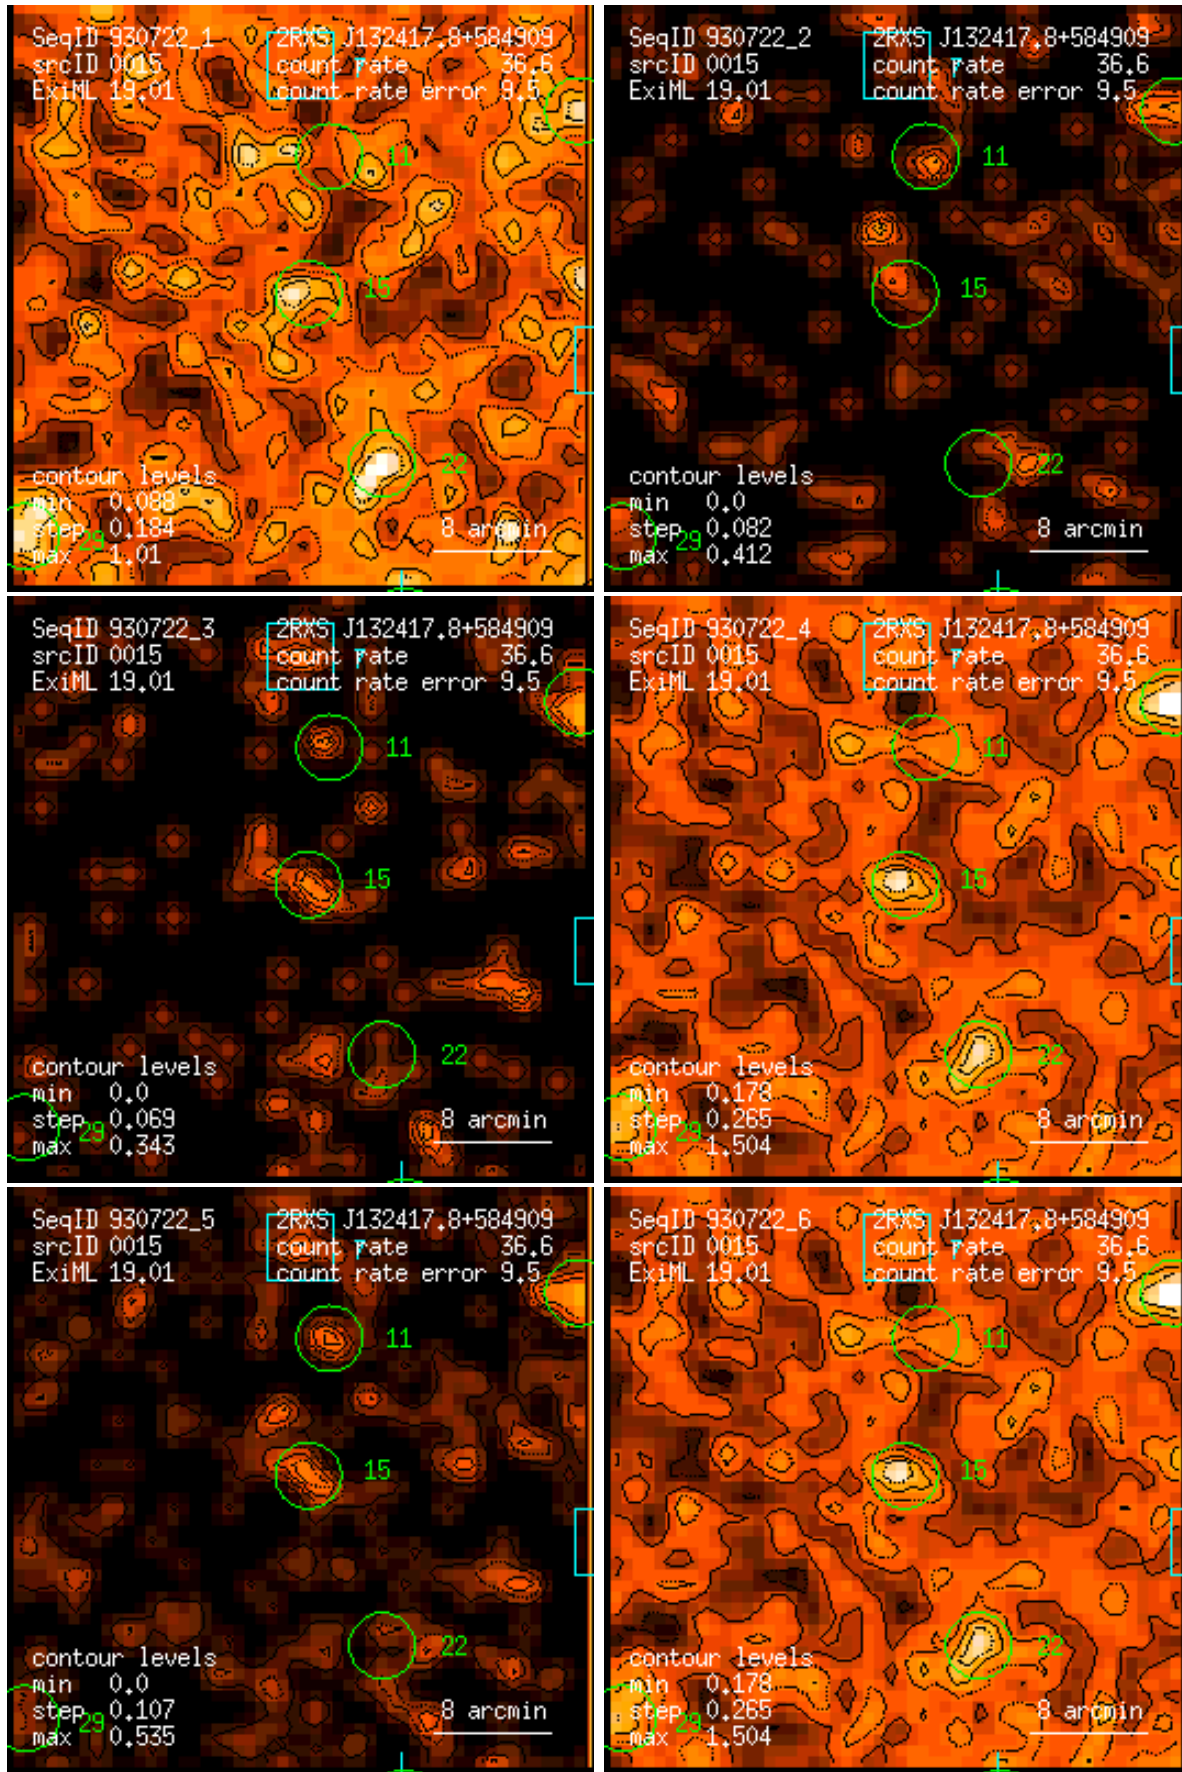 SeqID 930722_1 2RXS J132417.8+584909
srcID 0015 count rate 36.6
ExiML 19.01 count rate error 9.5
11
15
22
contour levels
min 0.088
step 0.184
29
8 arcmin
max 1.01
SeqID 930722_2 2RXS J132417.8+584909
srcID 0015 count rate 36.6
ExiML 19.01 count rate error 9.5
11
15
22
contour levels
min 0.0
step 0.082
29
8 arcmin
max 0.412
SeqID 930722_3 2RXS J132417.8+584909
srcID 0015 count rate 36.6
ExiML 19.01 count rate error 9.5
11
15
22
contour levels
min 0.0
step 0.069
29
8 arcmin
max 0.343
SeqID 930722_4 2RXS J132417.8+584909
srcID 0015 count rate 36.6
ExiML 19.01 count rate error 9.5
11
15
22
contour levels
min 0.178
step 0.265
29
8 arcmin
max 1.504
SeqID 930722_5 2RXS J132417.8+584909
srcID 0015 count rate 36.6
ExiML 19.01 count rate error 9.5
11
15
22
contour levels
min 0.0
step 0.107
29
8 arcmin
max 0.535
SeqID 930722_6 2RXS J132417.8+584909
srcID 0015 count rate 36.6
ExiML 19.01 count rate error 9.5
11
15
22
contour levels
min 0.178
step 0.265
29
8 arcmin
max 1.504